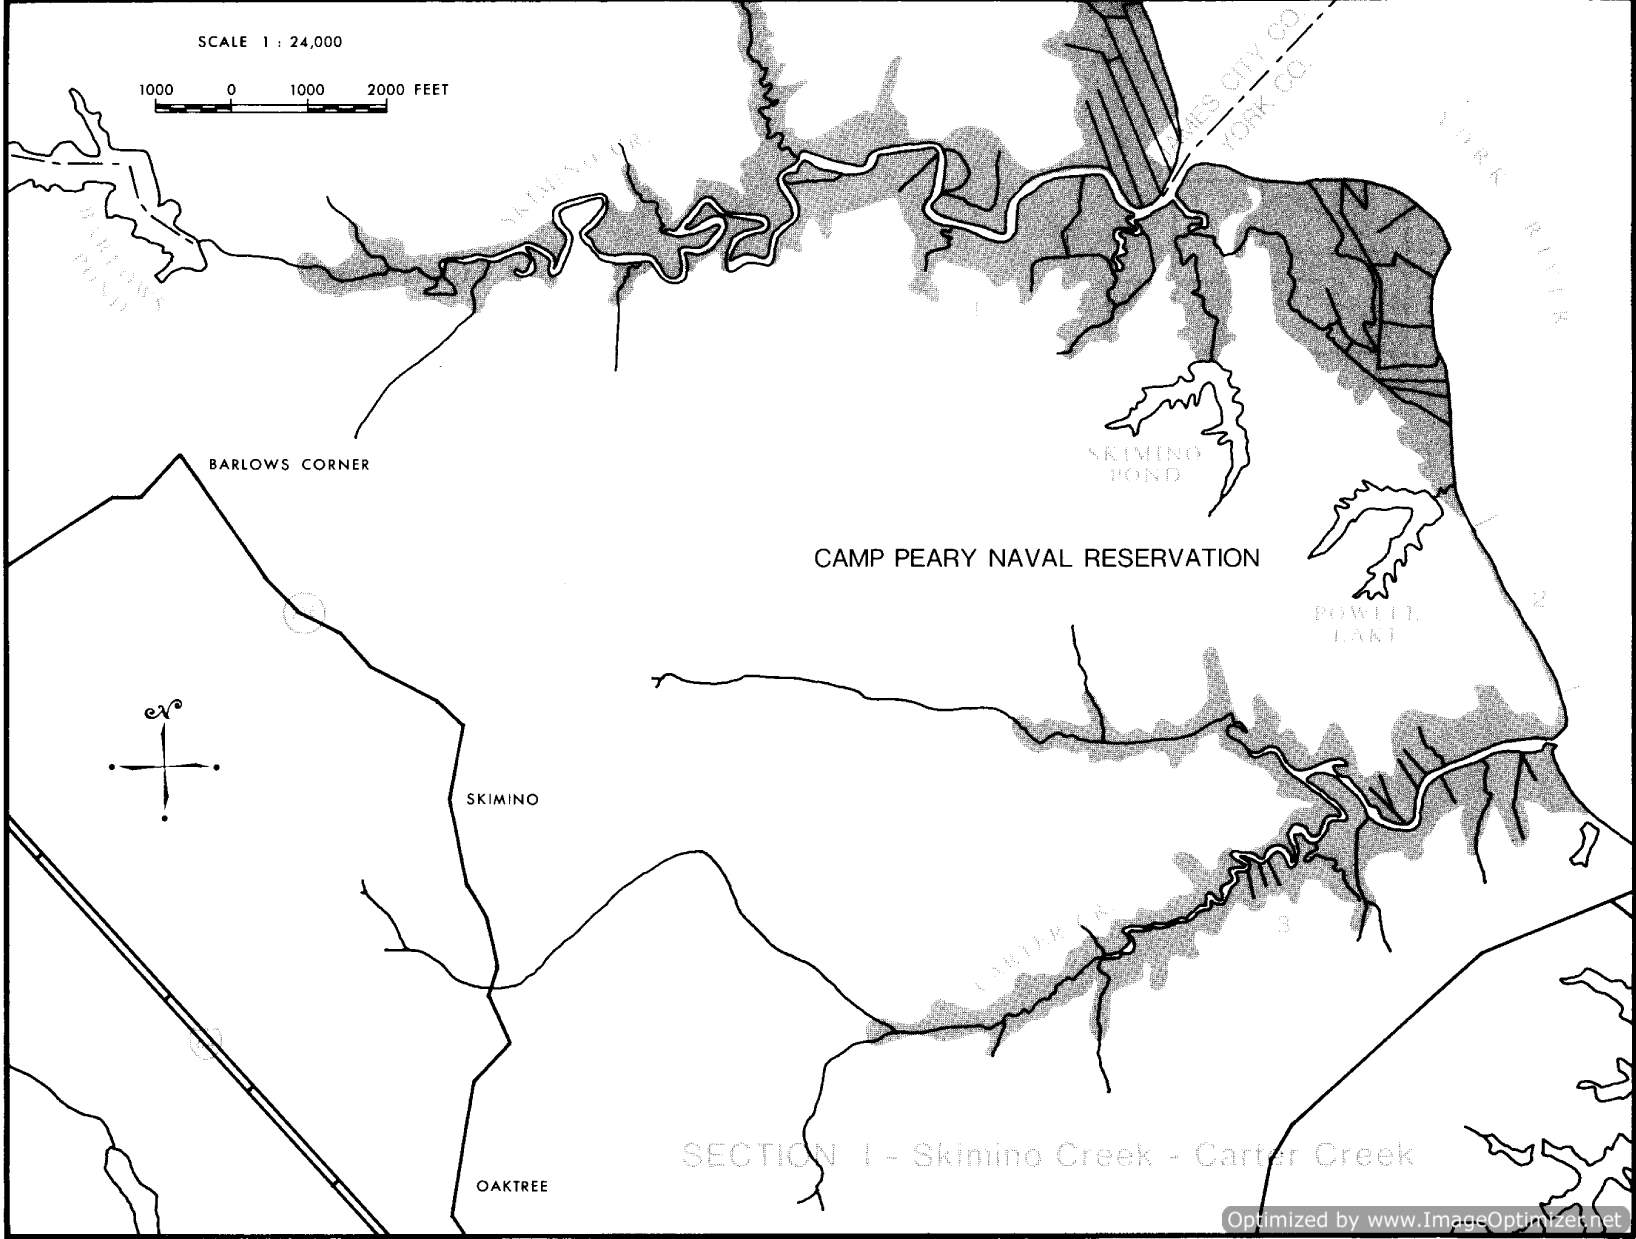 SCALE 1 : 24,000
1000 0 1000 2000 FEET
JAMES CITY CO.
YORK CO.
YORK RIVER
SKIMINO CR.
BARLOWS
POND
1
SKIMINO
POND
BARLOWS CORNER
CAMP PEARY NAVAL RESERVATION
2
POWELL
LAKE
N
SKIMINO
3
CARTER CR.
SECTION I - Skimino Creek - Carter Creek
OAKTREE
Optimized by www.ImageOptimizer.net